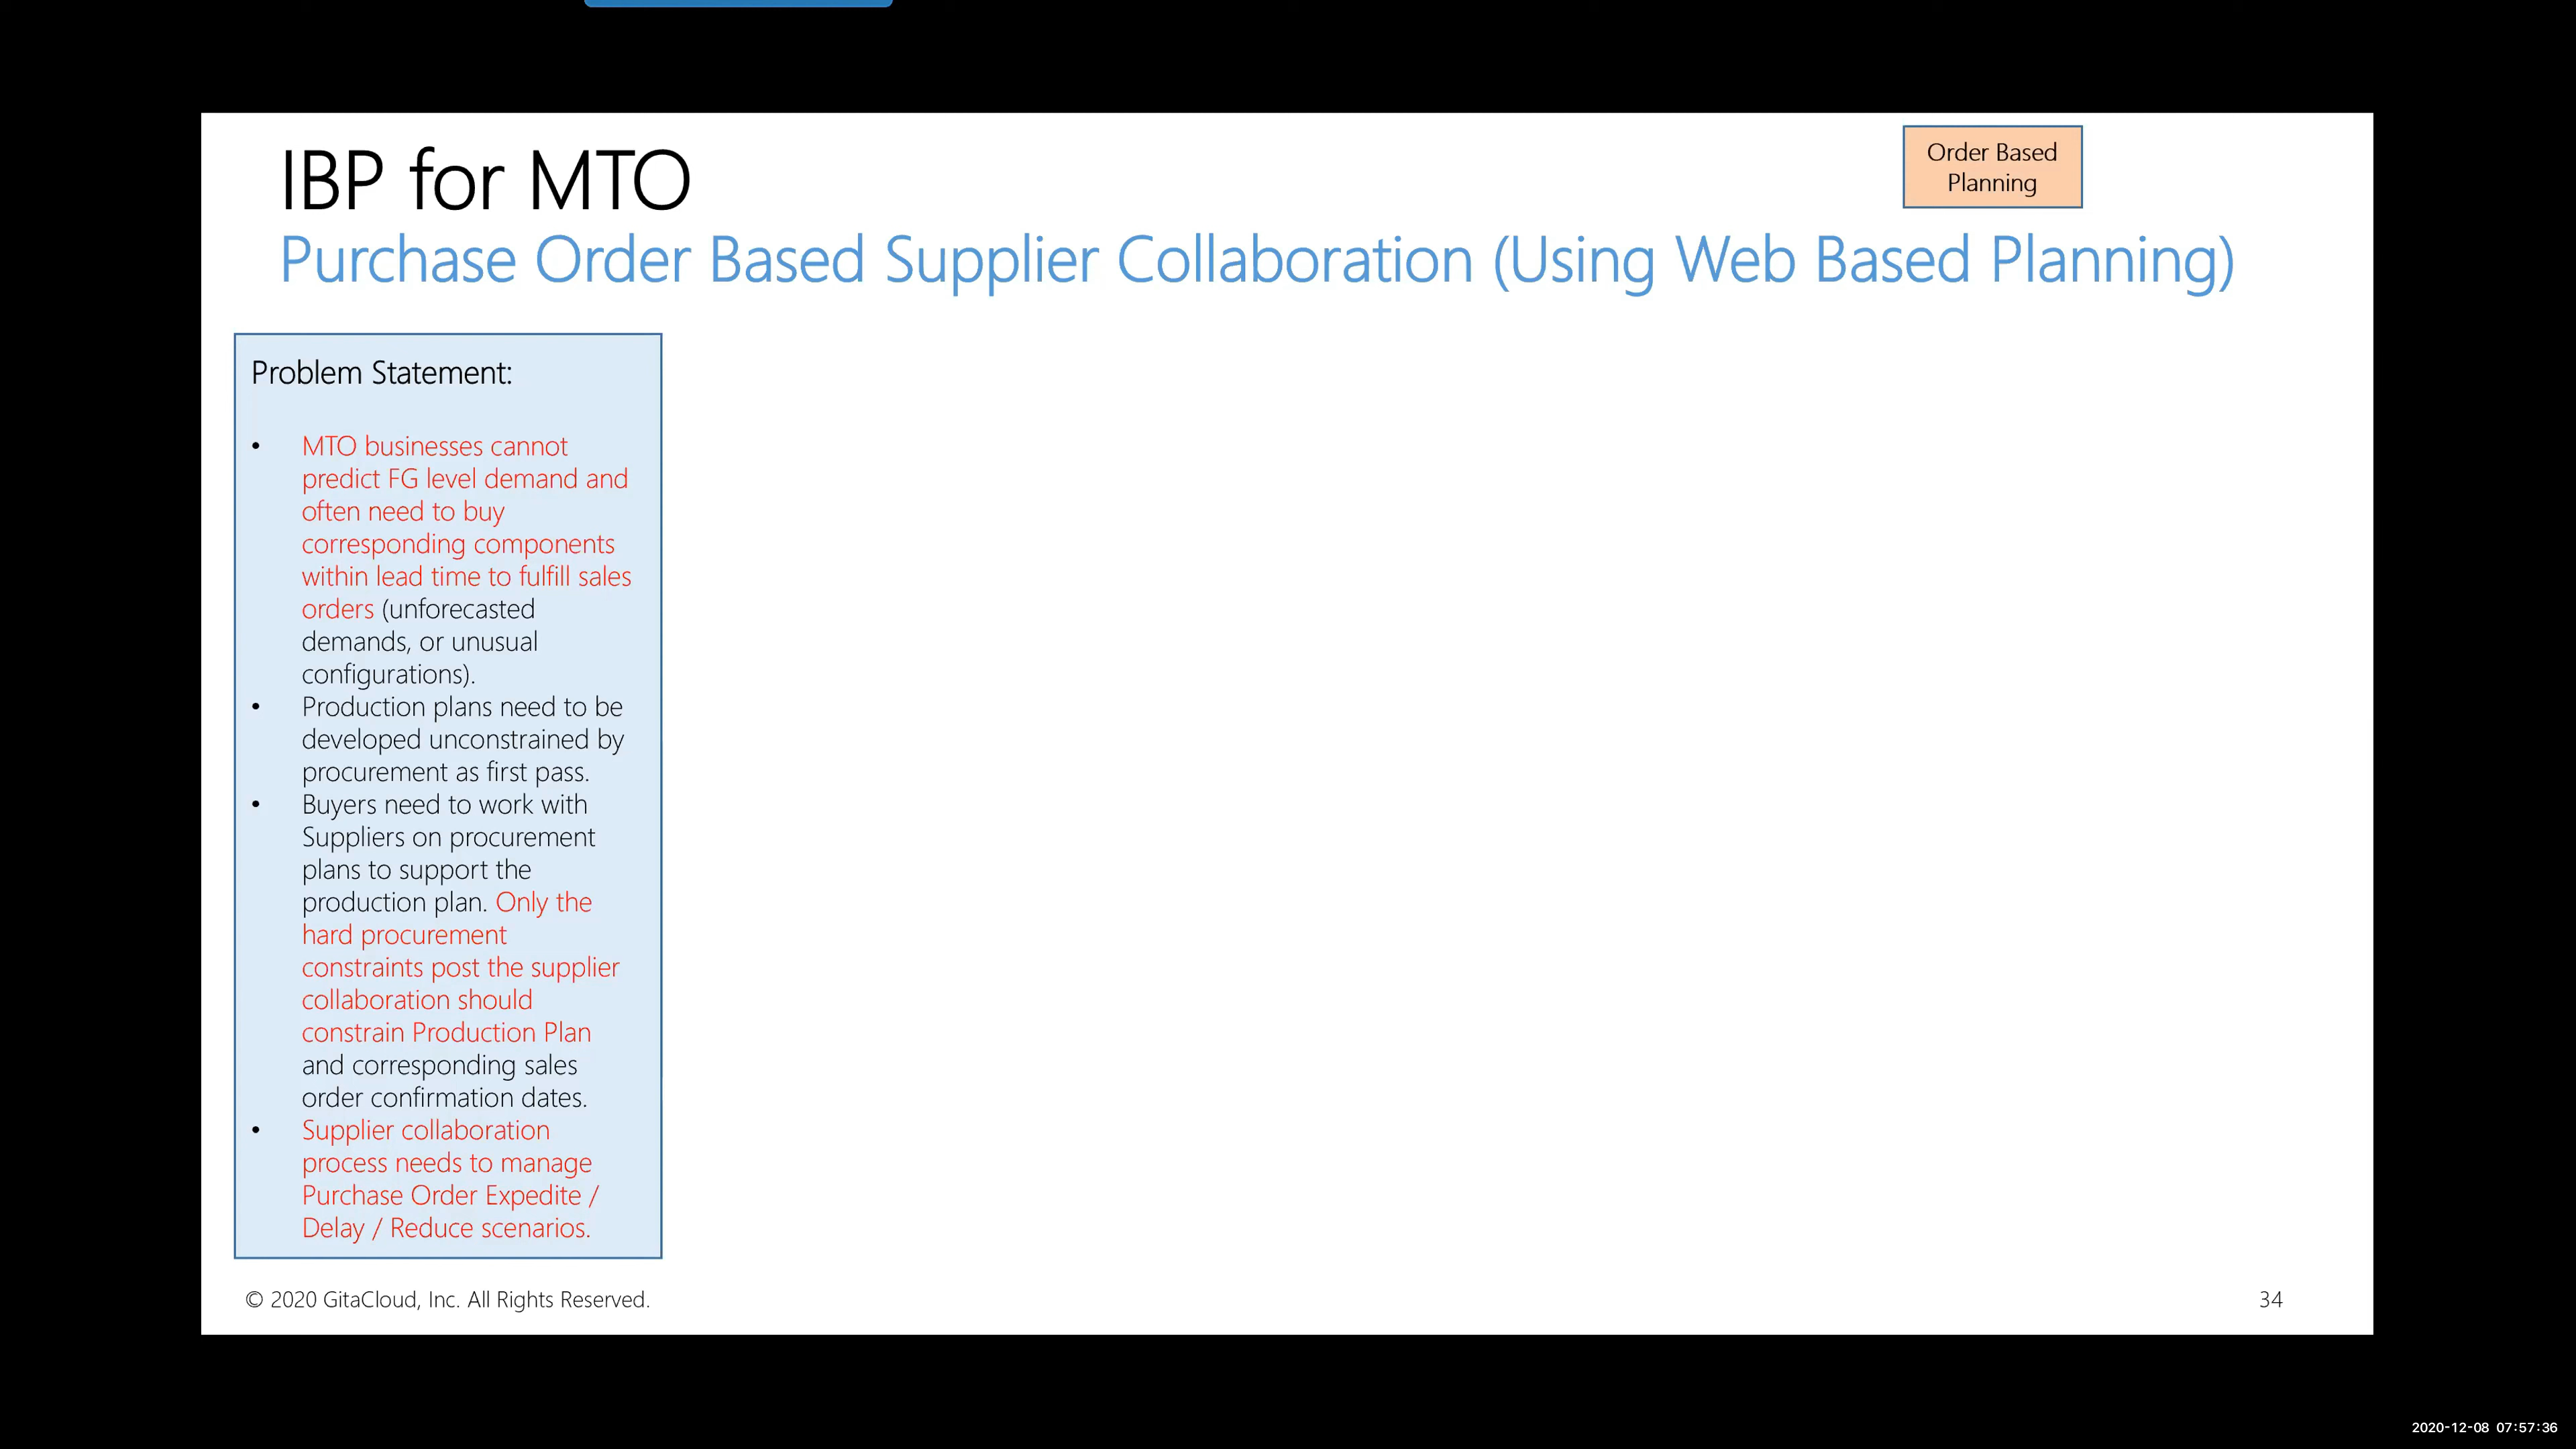 IBP for MTO
Order Based
Planning
Purchase Order Based Supplier Collaboration (Using Web Based Planning)
Problem Statement:
• MTO businesses cannot
predict FG level demand and
often need to buy
corresponding components
within lead time to fulfill sales
orders (unforecasted
demands, or unusual
configurations).
• Production plans need to be
developed unconstrained by
procurement as first pass.
• Buyers need to work with
Suppliers on procurement
plans to support the
production plan. Only the
hard procurement
constraints post the supplier
collaboration should
constrain Production Plan
and corresponding sales
order confirmation dates.
• Supplier collaboration
process needs to manage
Purchase Order Expedite /
Delay / Reduce scenarios.
© 2020 GitaCloud, Inc. All Rights Reserved.
34
2020-12-08 07:57:36